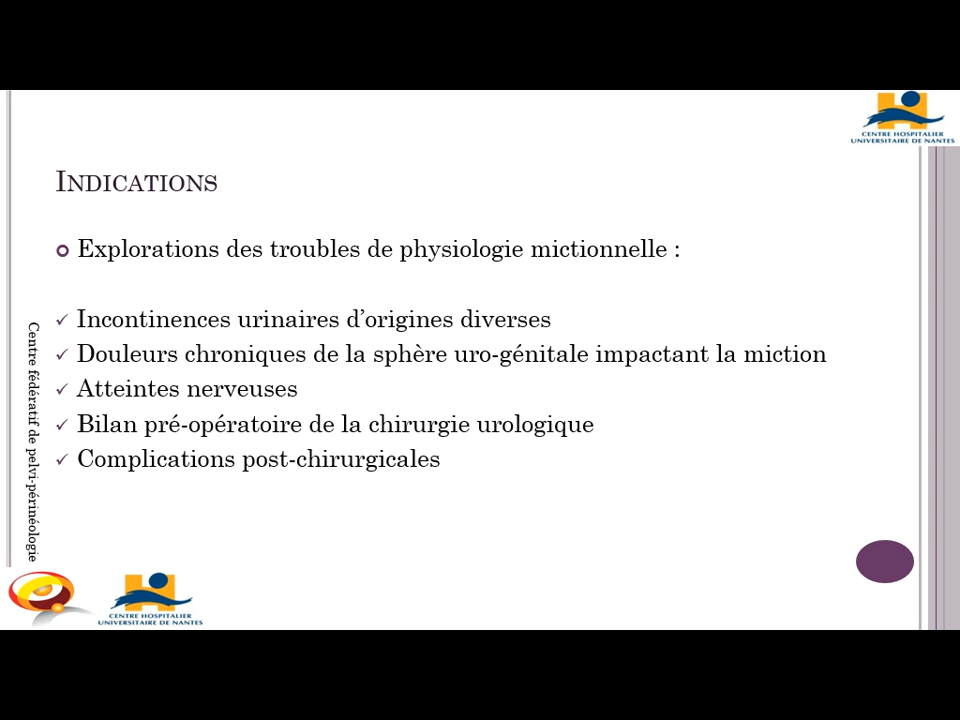 CENTRE HOSPITALIER
UNIVERSITAIRE DE NANTES
INDICATIONS
Explorations des troubles de physiologie mictionnelle :
Incontinences urinaires d’origines diverses
Douleurs chroniques de la sphère uro-génitale impactant la miction
Atteintes nerveuses
Bilan pré-opératoire de la chirurgie urologique
Complications post-chirurgicales
Centre fédératif de pelvi-périnéologie
CENTRE HOSPITALIER
UNIVERSITAIRE DE NANTES